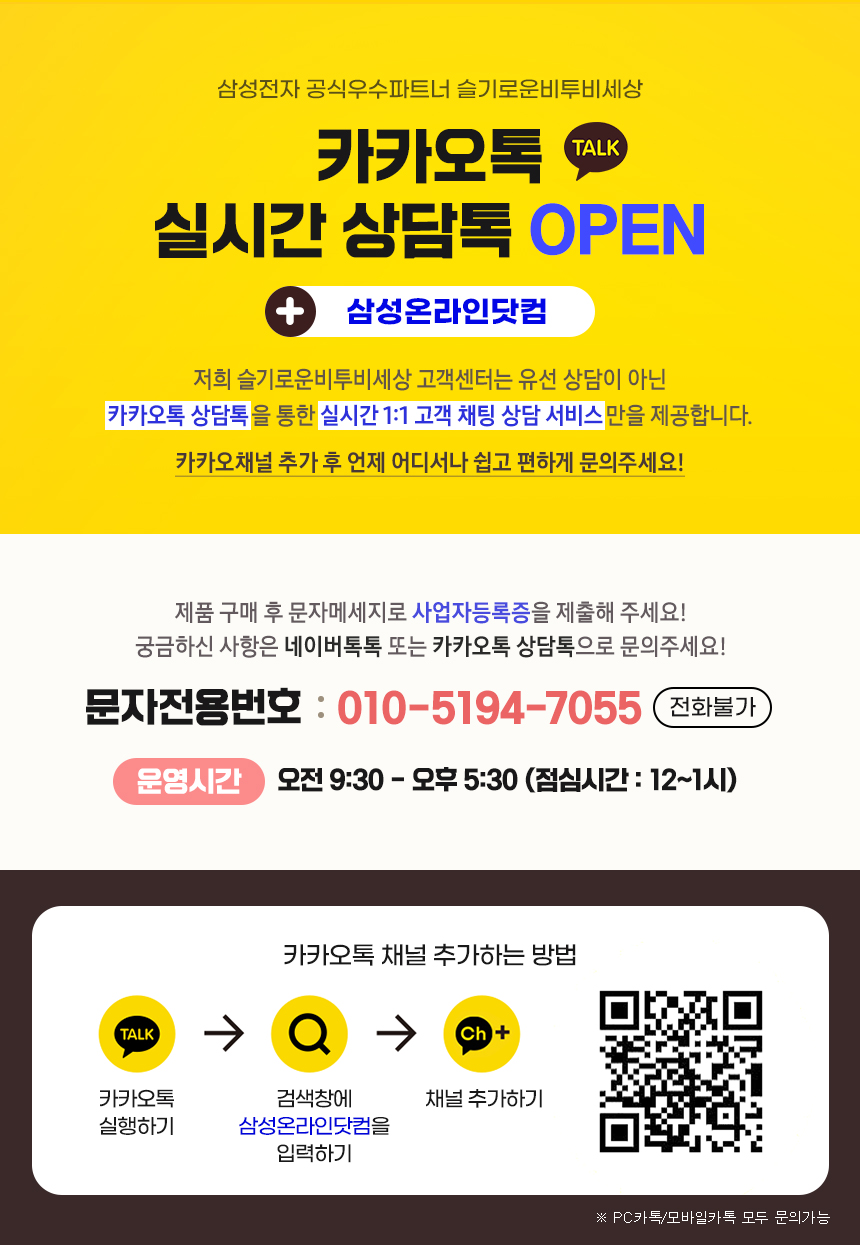 삼성전자 공식우수파트너 슬기로운비투비세상
카카오톡 TALK
실시간 상담톡 OPEN
+ 삼성온라인닷컴
저희 슬기로운비투비세상 고객센터는 유선 상담이 아닌
카카오톡 상담톡을 통한 실시간 1:1 고객 채팅 상담 서비스만을 제공합니다.
카카오채널 추가 후 언제 어디서나 쉽고 편하게 문의주세요!
제품 구매 후 문자메세지로 사업자등록증을 제출해 주세요!
궁금하신 사항은 네이버톡톡 또는 카카오톡 상담톡으로 문의주세요!
문자전용번호 : 010-5194-7055 전화불가
운영시간 오전 9:30 - 오후 5:30 (점심시간 : 12~1시)
카카오톡 채널 추가하는 방법
TALK
카카오톡
실행하기
검색창에
삼성온라인닷컴을
입력하기
Ch+
채널 추가하기
※ PC카톡/모바일카톡 모두 문의가능